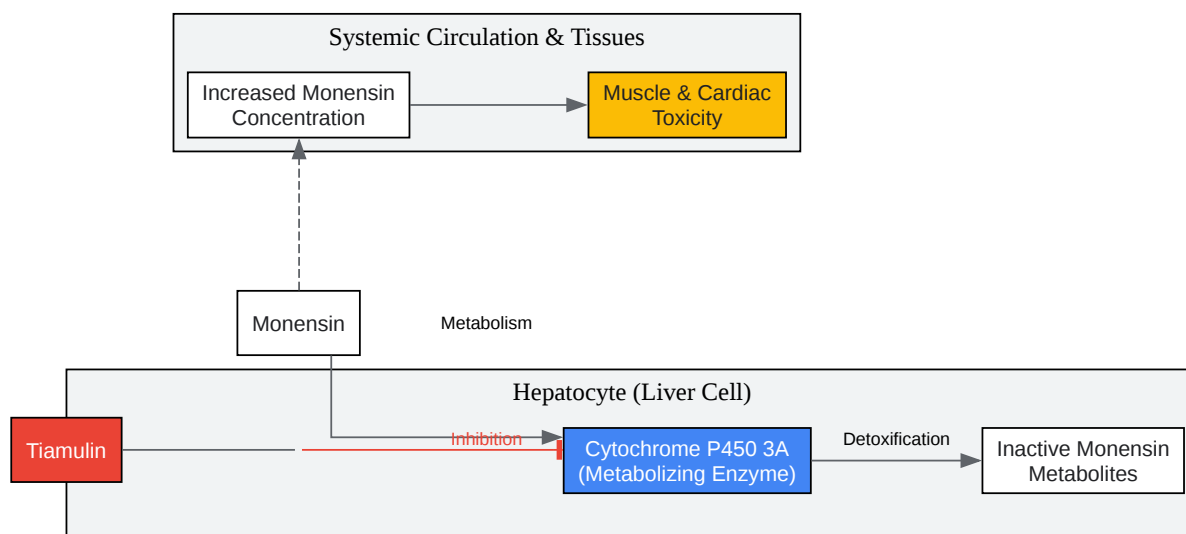 Systemic Circulation & Tissues
Increased Monensin
Concentration
Muscle & Cardiac
Toxicity
Monensin
Metabolism
Hepatocyte (Liver Cell)
Tiamulin
Inhibition
Cytochrome P450 3A
(Metabolizing Enzyme)
Detoxification
Inactive Monensin
Metabolites